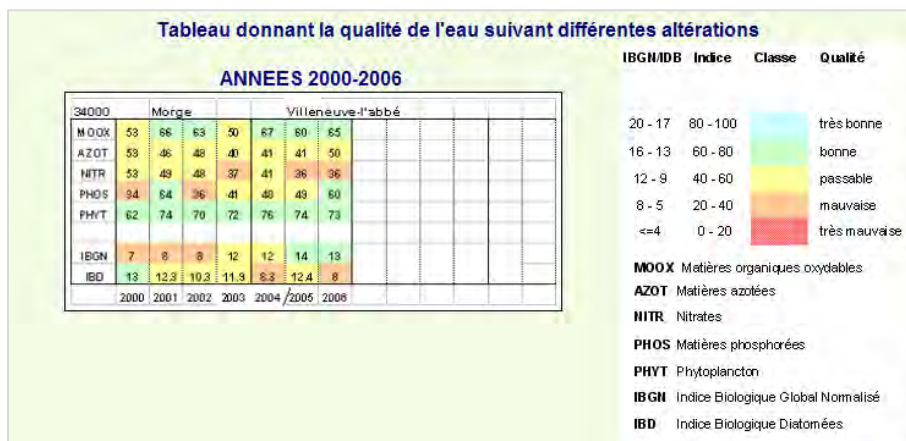 Tableau donnant la qualité de l'eau suivant différentes altérations
ANNEES 2000-2006
34000 Morge Villeneuve-l'abbé
MOOX 53 66 63 50 67 60 65
AZOT 53 46 48 40 41 41 50
NITR 53 49 48 37 41 36 36
PHOS 34 64 36 41 48 49 60
PHYT 62 74 70 72 76 74 73
IBGN 7 8 8 12 12 14 13
IBD 13 12.3 10.3 11.9 8.3 12.4 8
2000 2001 2002 2003 2004 /2005 2006
IBGN/IDB Indice Classe Qualité
20 - 17 80 - 100 très bonne
16 - 13 60 - 80 bonne
12 - 9 40 - 60 passable
8 - 5 20 - 40 mauvaise
<=4 0 - 20 très mauvaise
MOOX Matières organiques oxydables
AZOT Matières azotées
NITR Nitrates
PHOS Matières phosphorées
PHYT Phytoplancton
IBGN Indice Biologique Global Normalisé
IBD Indice Biologique Diatomées